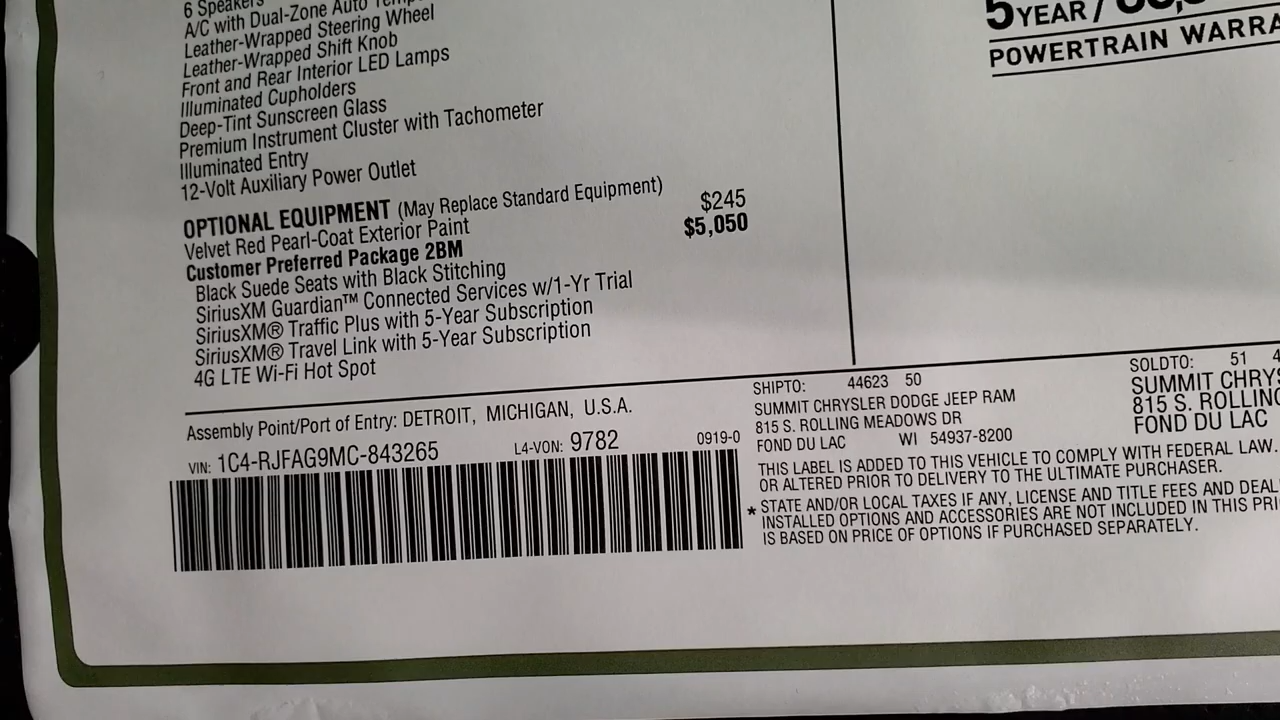 6 Speakers
A/C with Dual-Zone Auto
Leather-Wrapped Steering Wheel
Leather-Wrapped Shift Knob
Front and Rear Interior LED Lamps
Illuminated Cupholders
Deep-Tint Sunscreen Glass
Premium Instrument Cluster with Tachometer
Illuminated Entry
12-Volt Auxiliary Power Outlet
OPTIONAL EQUIPMENT (May Replace Standard Equipment)
Velvet Red Pearl-Coat Exterior Paint $245
Customer Preferred Package 2BM $5,050
Black Suede Seats with Black Stitching
SiriusXM Guardian™ Connected Services w/1-Yr Trial
SiriusXM® Traffic Plus with 5-Year Subscription
SiriusXM® Travel Link with 5-Year Subscription
4G LTE Wi-Fi Hot Spot
5 YEAR /
POWERTRAIN
Assembly Point/Port of Entry: DETROIT, MICHIGAN, U.S.A.
VIN: 1C4-RJFAG9MC-843265 L4-VON: 9782 0919-0
SHIPTO: 44623 50
SUMMIT CHRYSLER DODGE JEEP RAM
815 S. ROLLING MEADOWS DR
FOND DU LAC WI 54937-8200
SOLDTO: 51 4
SUMMIT
815 S. ROLLING
FOND DU LAC
THIS LABEL IS ADDED TO THIS VEHICLE TO COMPLY WITH FEDERAL LAW.
OR ALTERED PRIOR TO DELIVERY TO THE ULTIMATE PURCHASER.
* STATE AND/OR LOCAL TAXES IF ANY, LICENSE AND TITLE FEES AND
INSTALLED OPTIONS AND ACCESSORIES ARE NOT INCLUDED IN THIS
IS BASED ON PRICE OF OPTIONS IF PURCHASED SEPARATELY.